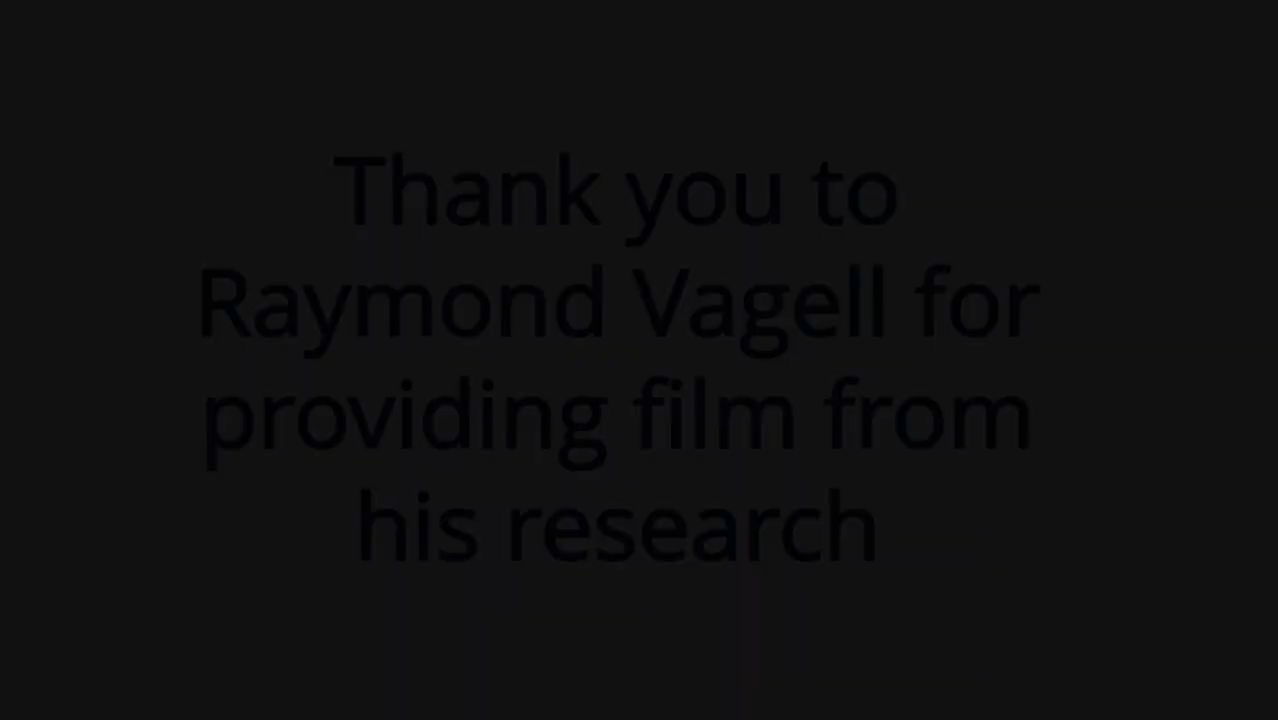 Thank you to
Raymond Vagell for
providing film from
his research